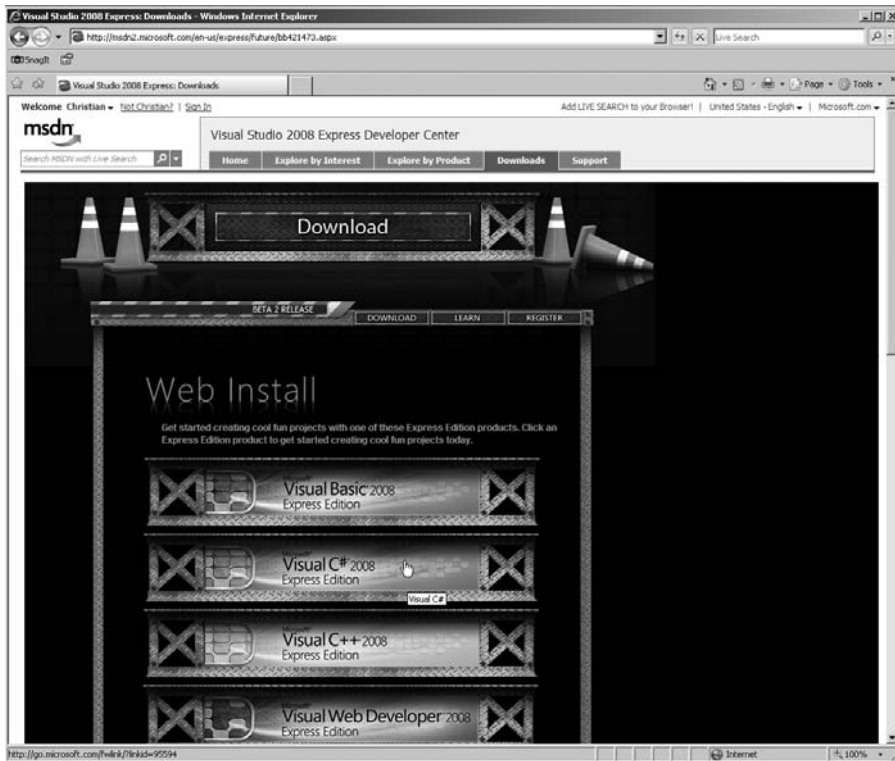 Visual Studio 2008 Express: Downloads - Windows Internet Explorer
http://msdn2.microsoft.com/en-us/express/future/bb421473.aspx
Live Search
SnagIt
Visual Studio 2008 Express: Downloads
Page
Tools
Welcome Christian
Not Christian? | Sign In
Add LIVE SEARCH to your Browser! | United States - English | Microsoft.com
msdn
Visual Studio 2008 Express Developer Center
Search MSDN with Live Search
Home Explore by Interest Explore by Product Downloads Support
Download
BETA 2 RELEASE
DOWNLOAD LEARN REGISTER
Web Install
Get started creating cool fun projects with one of these Express Edition products. Click an
Express Edition product to get started creating cool fun projects today.
Microsoft
Visual Basic 2008
Express Edition
Microsoft
Visual C# 2008
Express Edition
Visual C#
Microsoft
Visual C++ 2008
Express Edition
Microsoft
Visual Web Developer 2008
Express Edition
http://go.microsoft.com/fwlink/?linkid=95594
Internet
100%